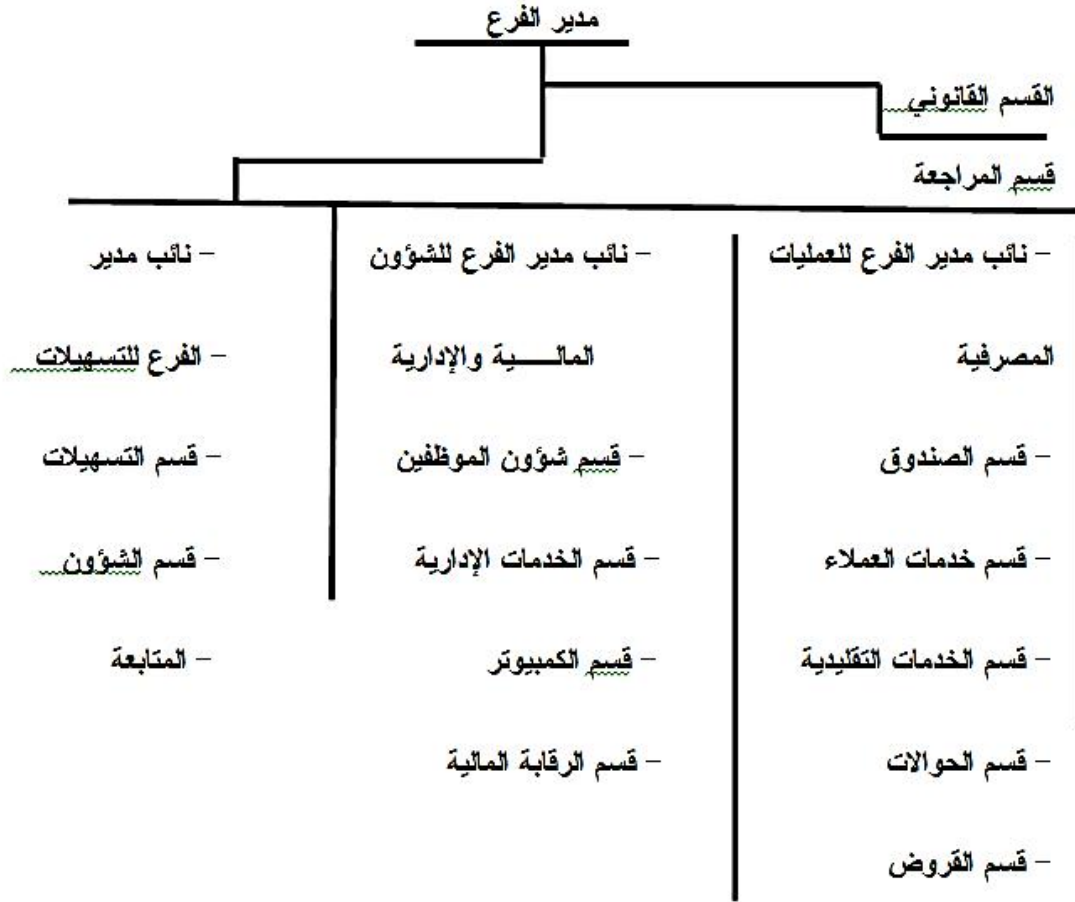 مدير الفرع
القسم القانوني
قسم المراجعة
– نائب مدير الفرع للعمليات
المصرفية
– قسم الصندوق
– قسم خدمات العملاء
– قسم الخدمات التقليدية
– قسم الحوالات
– قسم القروض
– نائب مدير الفرع للشؤون
المالـــــية والإدارية
– قسم شؤون الموظفين
– قسم الخدمات الإدارية
– قسم الكمبيوتر
– قسم الرقابة المالية
– نائب مدير
– الفرع للتسهيلات
– قسم التسهيلات
– قسم الشؤون
– المتابعة